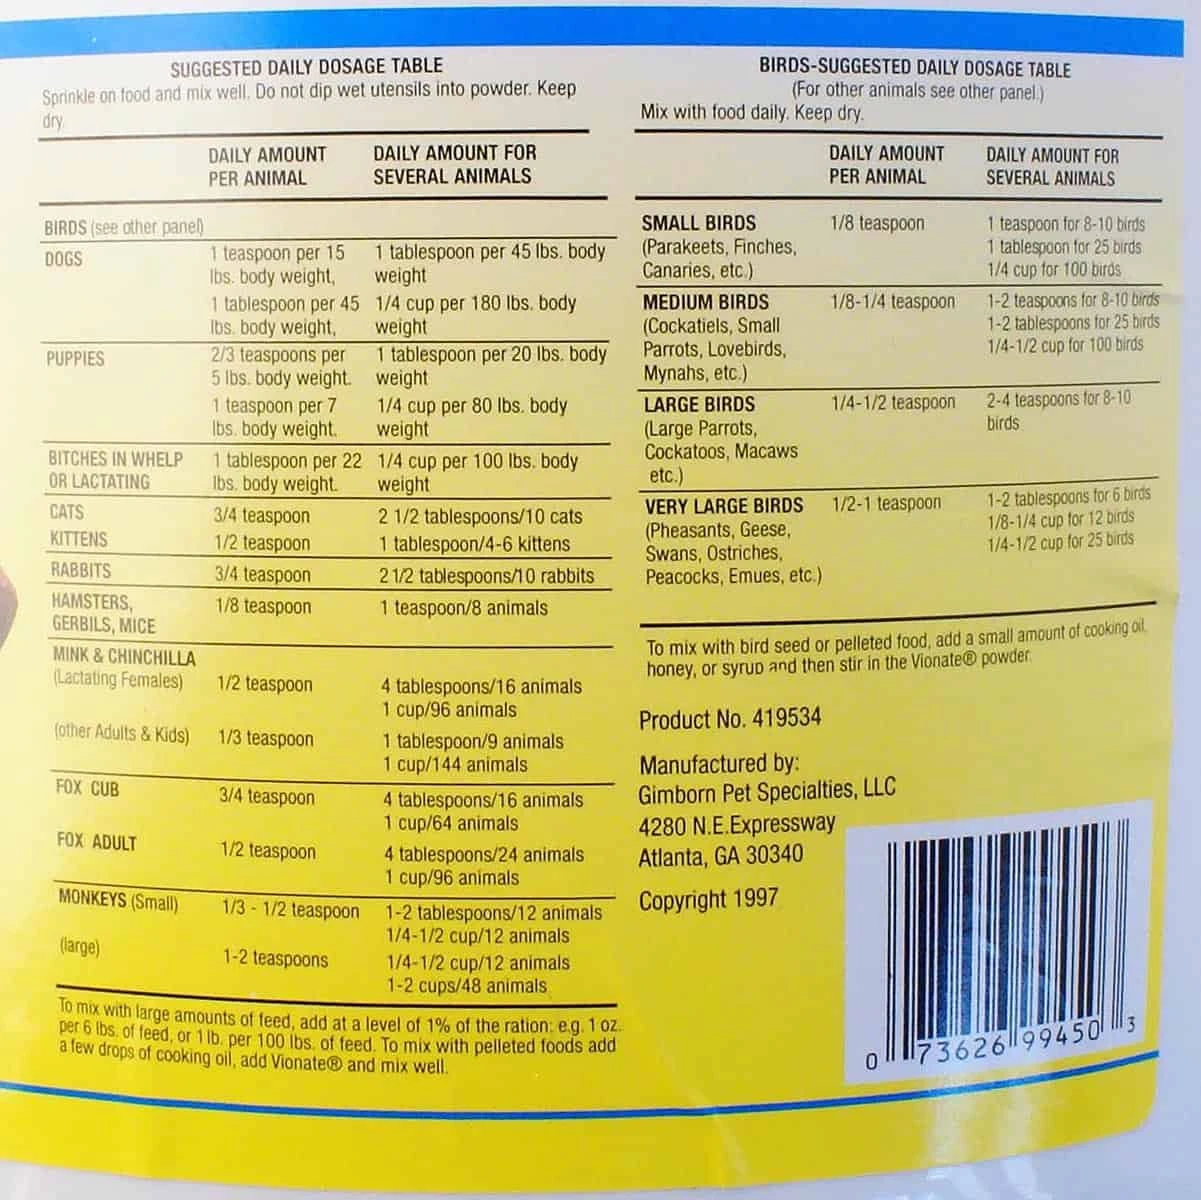 SUGGESTED DAILY DOSAGE TABLE
Sprinkle on food and mix well. Do not dip wet utensils into powder. Keep
dry.
DAILY AMOUNT DAILY AMOUNT FOR
PER ANIMAL SEVERAL ANIMALS
BIRDS (see other panel)
DOGS 1 teaspoon per 15 1 tablespoon per 45 lbs. body
lbs. body weight, weight
1 tablespoon per 45 1/4 cup per 180 lbs. body
lbs. body weight, weight
PUPPIES 2/3 teaspoons per 1 tablespoon per 20 lbs. body
5 lbs. body weight. weight
1 teaspoon per 7 1/4 cup per 80 lbs. body
lbs. body weight. weight
BITCHES IN WHELP 1 tablespoon per 22 1/4 cup per 100 lbs. body
OR LACTATING lbs. body weight. weight
CATS 3/4 teaspoon 2 1/2 tablespoons/10 cats
KITTENS 1/2 teaspoon 1 tablespoon/4-6 kittens
RABBITS 3/4 teaspoon 2 1/2 tablespoons/10 rabbits
HAMSTERS, 1/8 teaspoon 1 teaspoon/8 animals
GERBILS, MICE
MINK & CHINCHILLA
(Lactating Females) 1/2 teaspoon 4 tablespoons/16 animals
1 cup/96 animals
(other Adults & Kids) 1/3 teaspoon 1 tablespoon/9 animals
1 cup/144 animals
FOX CUB 3/4 teaspoon 4 tablespoons/16 animals
1 cup/64 animals
FOX ADULT 1/2 teaspoon 4 tablespoons/24 animals
1 cup/96 animals
MONKEYS (Small) 1/3 - 1/2 teaspoon 1-2 tablespoons/12 animals
1/4-1/2 cup/12 animals
(large) 1-2 teaspoons 1/4-1/2 cup/12 animals
1-2 cups/48 animals
To mix with large amounts of feed, add at a level of 1% of the ration: e.g. 1 oz.
per 6 lbs. of feed, or 1 lb. per 100 lbs. of feed. To mix with pelleted foods add
a few drops of cooking oil, add Vionate® and mix well.
BIRDS-SUGGESTED DAILY DOSAGE TABLE
(For other animals see other panel.)
Mix with food daily. Keep dry.
DAILY AMOUNT DAILY AMOUNT FOR
PER ANIMAL SEVERAL ANIMALS
SMALL BIRDS 1/8 teaspoon 1 teaspoon for 8-10 birds
(Parakeets, Finches, 1 tablespoon for 25 birds
Canaries, etc.) 1/4 cup for 100 birds
MEDIUM BIRDS 1/8-1/4 teaspoon 1-2 teaspoons for 8-10 birds
(Cockatiels, Small 1-2 tablespoons for 25 birds
Parrots, Lovebirds, 1/4-1/2 cup for 100 birds
Mynahs, etc.)
LARGE BIRDS 1/4-1/2 teaspoon 2-4 teaspoons for 8-10
(Large Parrots, birds
Cockatoos, Macaws
etc.)
VERY LARGE BIRDS 1/2-1 teaspoon 1-2 tablespoons for 6 birds
(Pheasants, Geese, 1/8-1/4 cup for 12 birds
Swans, Ostriches, 1/4-1/2 cup for 25 birds
Peacocks, Emues, etc.)
To mix with bird seed or pelleted food, add a small amount of cooking oil,
honey, or syrup and then stir in the Vionate® powder.
Product No. 419534
Manufactured by:
Gimborn Pet Specialties, LLC
4280 N.E.Expressway
Atlanta, GA 30340
Copyright 1997
0 73626 99450 3